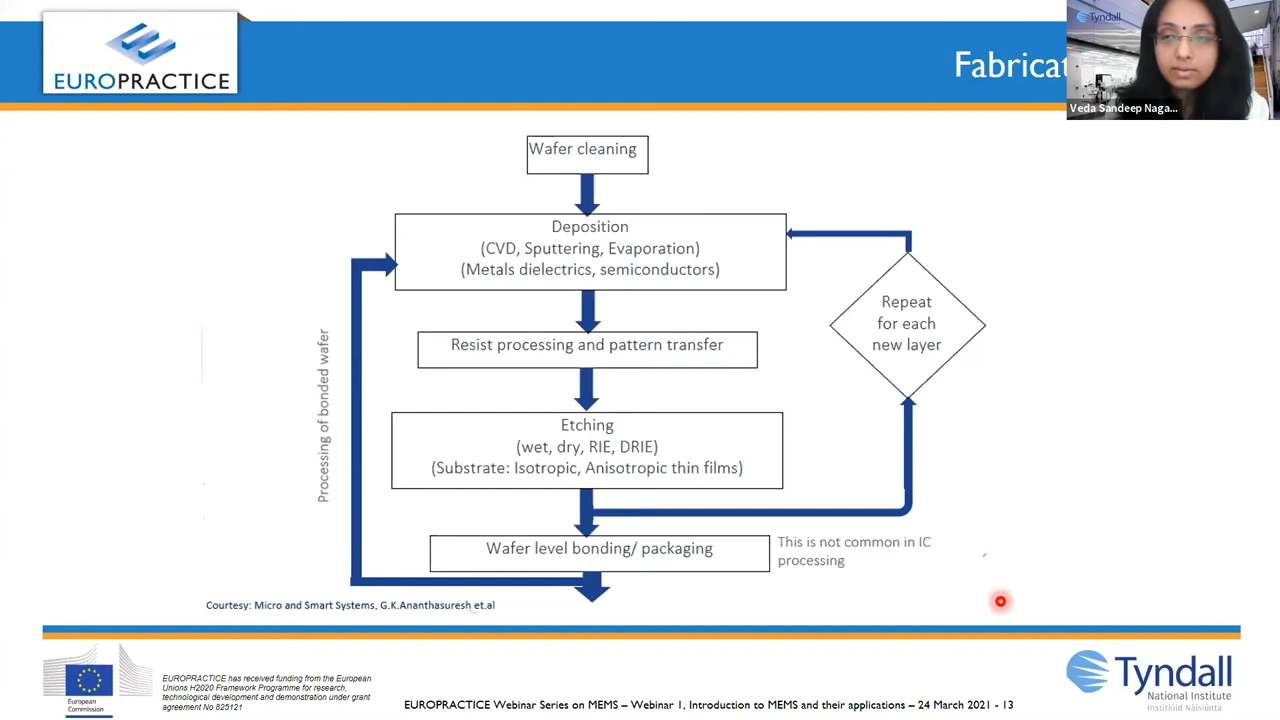 EUROPRACTICE
Fabricat
Tyndall
Veda Sandeep Naga...
Wafer cleaning
Deposition
(CVD, Sputtering, Evaporation)
(Metals dielectrics, semiconductors)
Repeat
for each
new layer
Resist processing and pattern transfer
Processing of bonded wafer
Etching
(wet, dry, RIE, DRIE)
(Substrate: Isotropic, Anisotropic thin films)
Wafer level bonding/ packaging
This is not common in IC
processing
Courtesy: Micro and Smart Systems, G.K.Ananthasuresh et.al
European
Commission
EUROPRACTICE has received funding from the European
Unions H2020 Framework Programme for research,
technological development and demonstration under grant
agreement No 825121
EUROPRACTICE Webinar Series on MEMS – Webinar 1, Introduction to MEMS and their applications – 24 March 2021 - 13
Tyndall
National Institute
Institiúid Náisiúnta